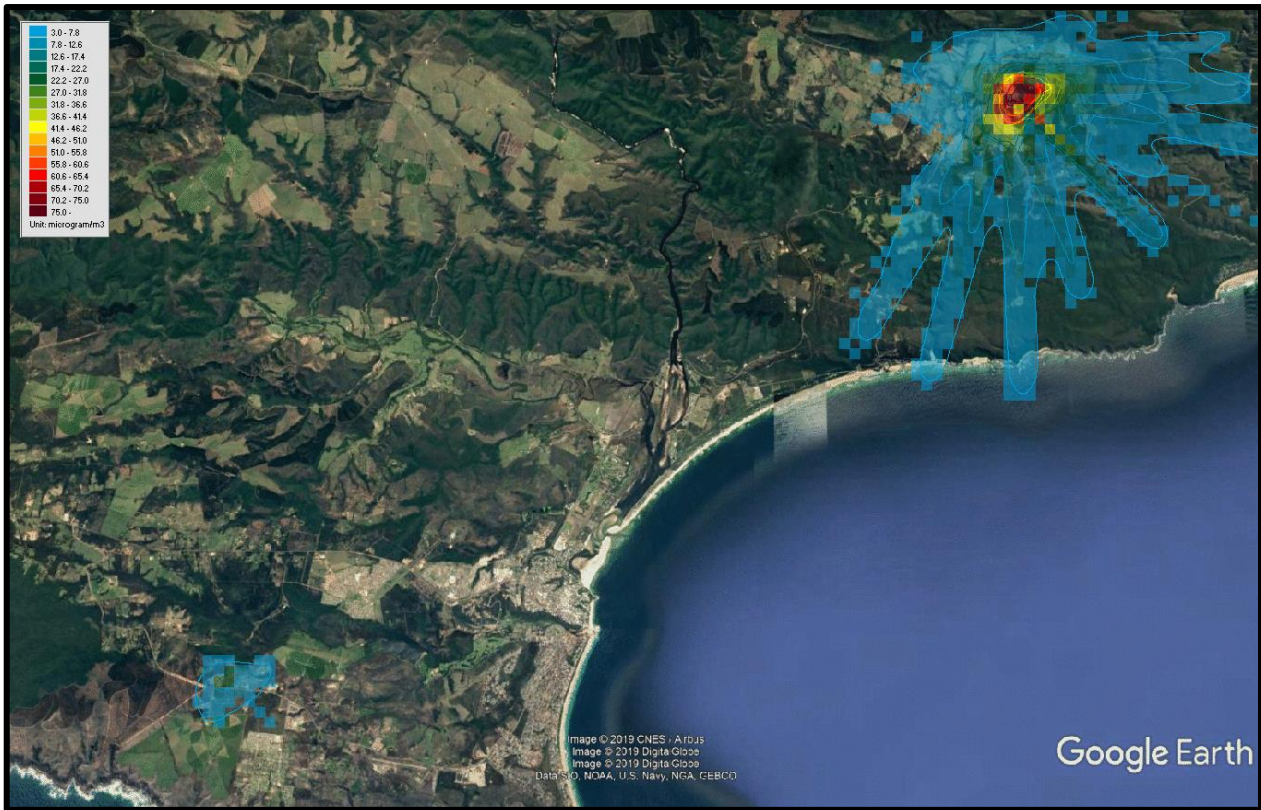 3.0 - 7.8
7.8 - 12.6
12.6 - 17.4
17.4 - 22.2
22.2 - 27.0
27.0 - 31.8
31.8 - 36.6
36.6 - 41.4
41.4 - 46.2
46.2 - 51.0
51.0 - 55.8
55.8 - 60.6
60.6 - 65.4
65.4 - 70.2
70.2 - 75.0
75.0 -
Unit: microgram/m3
Image © 2019 CNES / Airbus
Image © 2019 DigitalGlobe
Image © 2019 DigitalGlobe
Data SIO, NOAA, U.S. Navy, NGA, GEBCO
Google Earth